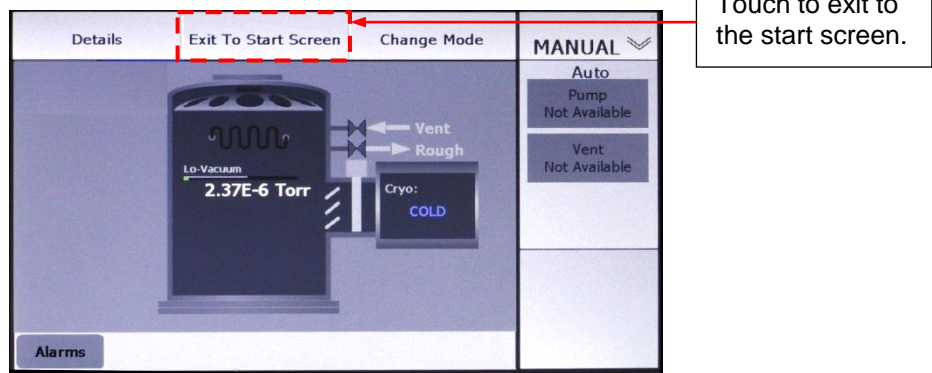 Touch to exit to
the start screen.
Details
Exit To Start Screen
Change Mode
MANUAL
Auto
Pump
Not Available
Vent
Not Available
Vent
Rough
Lo-Vacuum
2.37E-6 Torr
Cryo:
COLD
Alarms